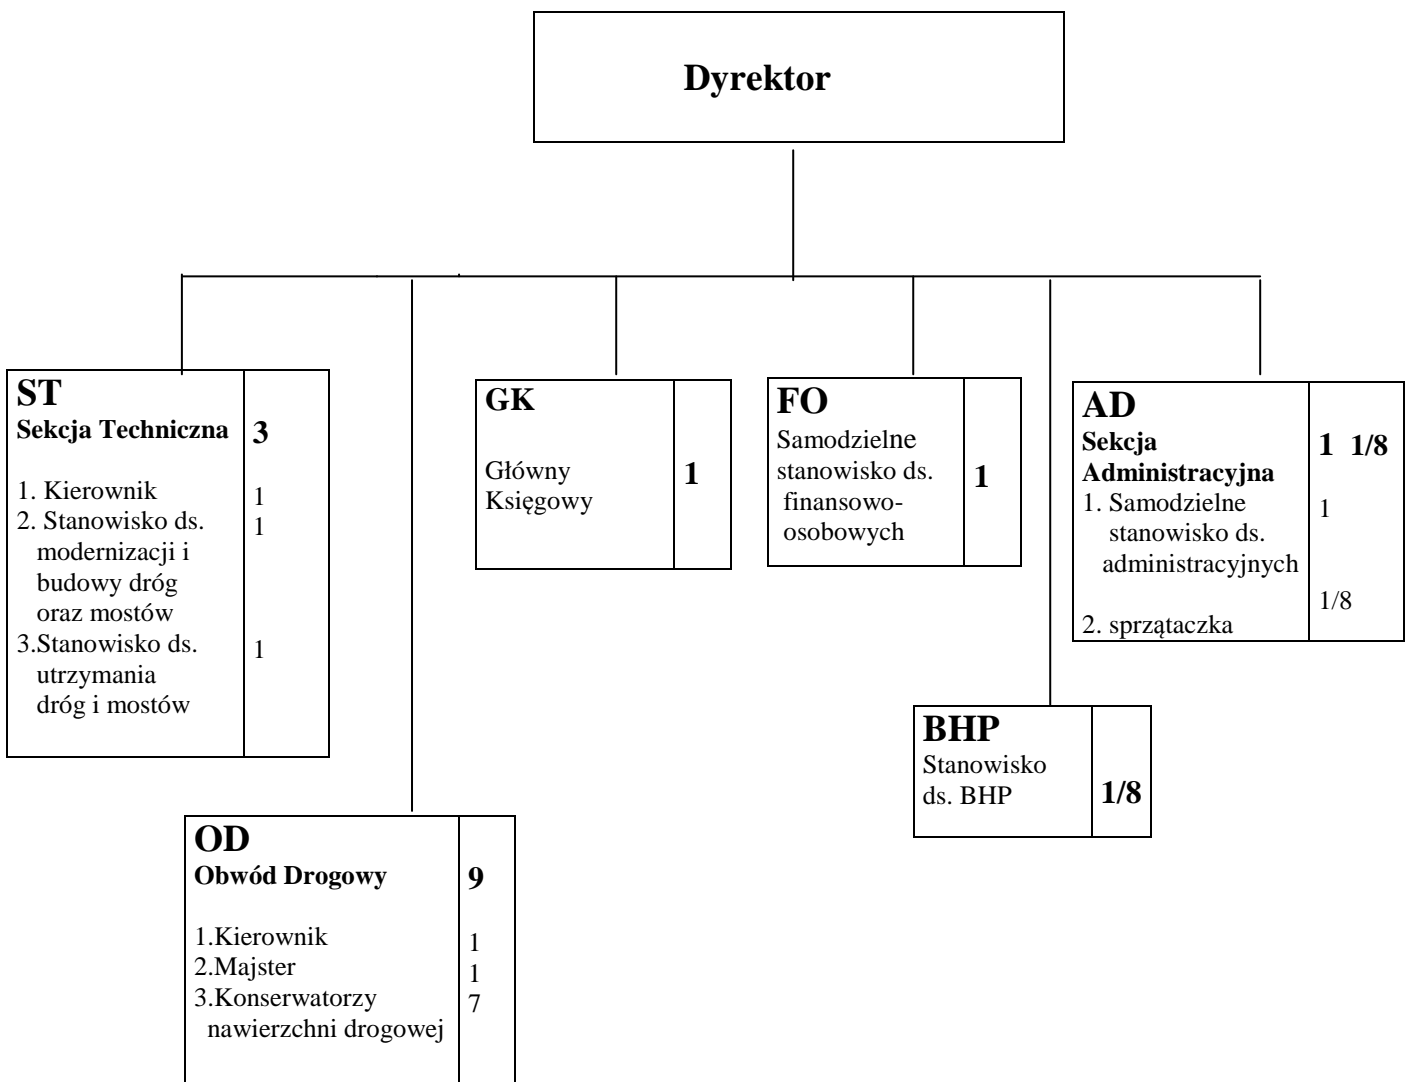 Dyrektor
ST
Sekcja Techniczna 3
1. Kierownik 1
2. Stanowisko ds. 1
modernizacji i
budowy dróg
oraz mostów
3.Stanowisko ds. 1
utrzymania
dróg i mostów
GK
Główny 1
Księgowy
FO
Samodzielne
stanowisko ds. 1
finansowo-
osobowych
AD
Sekcja 1 1/8
Administracyjna
1. Samodzielne 1
stanowisko ds.
administracyjnych
1/8
2. sprzątaczka
BHP
Stanowisko
ds. BHP 1/8
OD
Obwód Drogowy 9
1.Kierownik 1
2.Majster 1
3.Konserwatorzy 7
nawierzchni drogowej